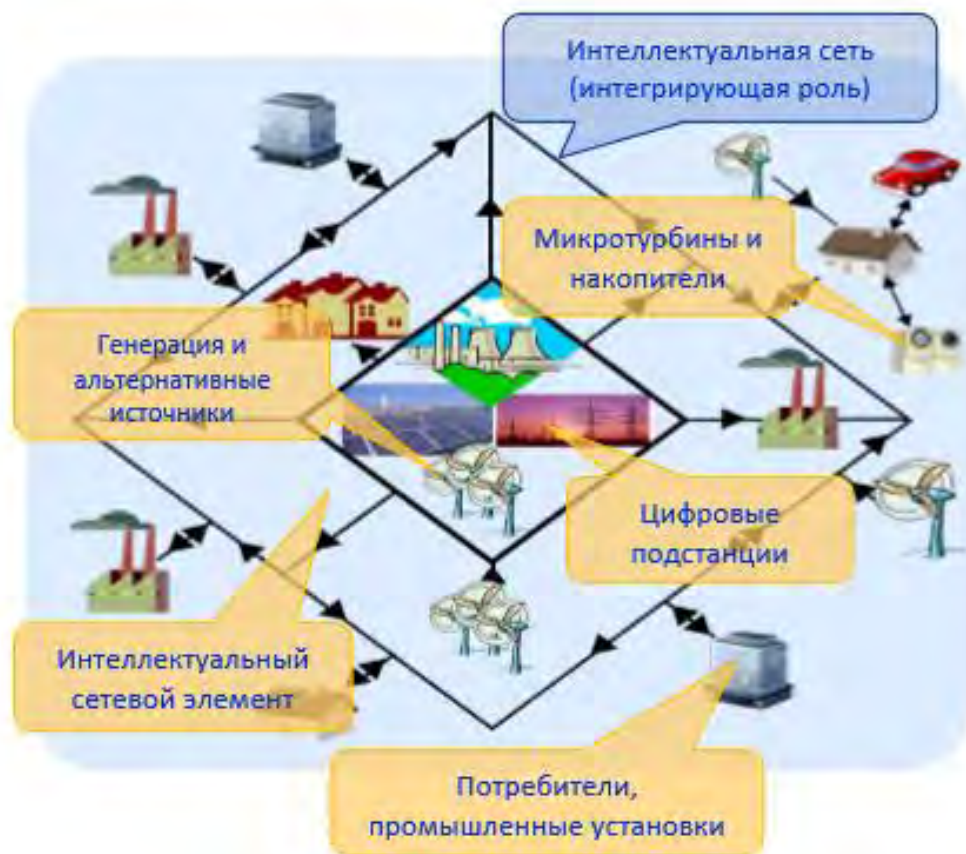 Интеллектуальная сеть
(интегрирующая роль)
Микротурбины и
накопители
Генерация и
альтернативные
источники
Цифровые
подстанции
Интеллектуальный
сетевой элемент
Потребители,
промышленные установки